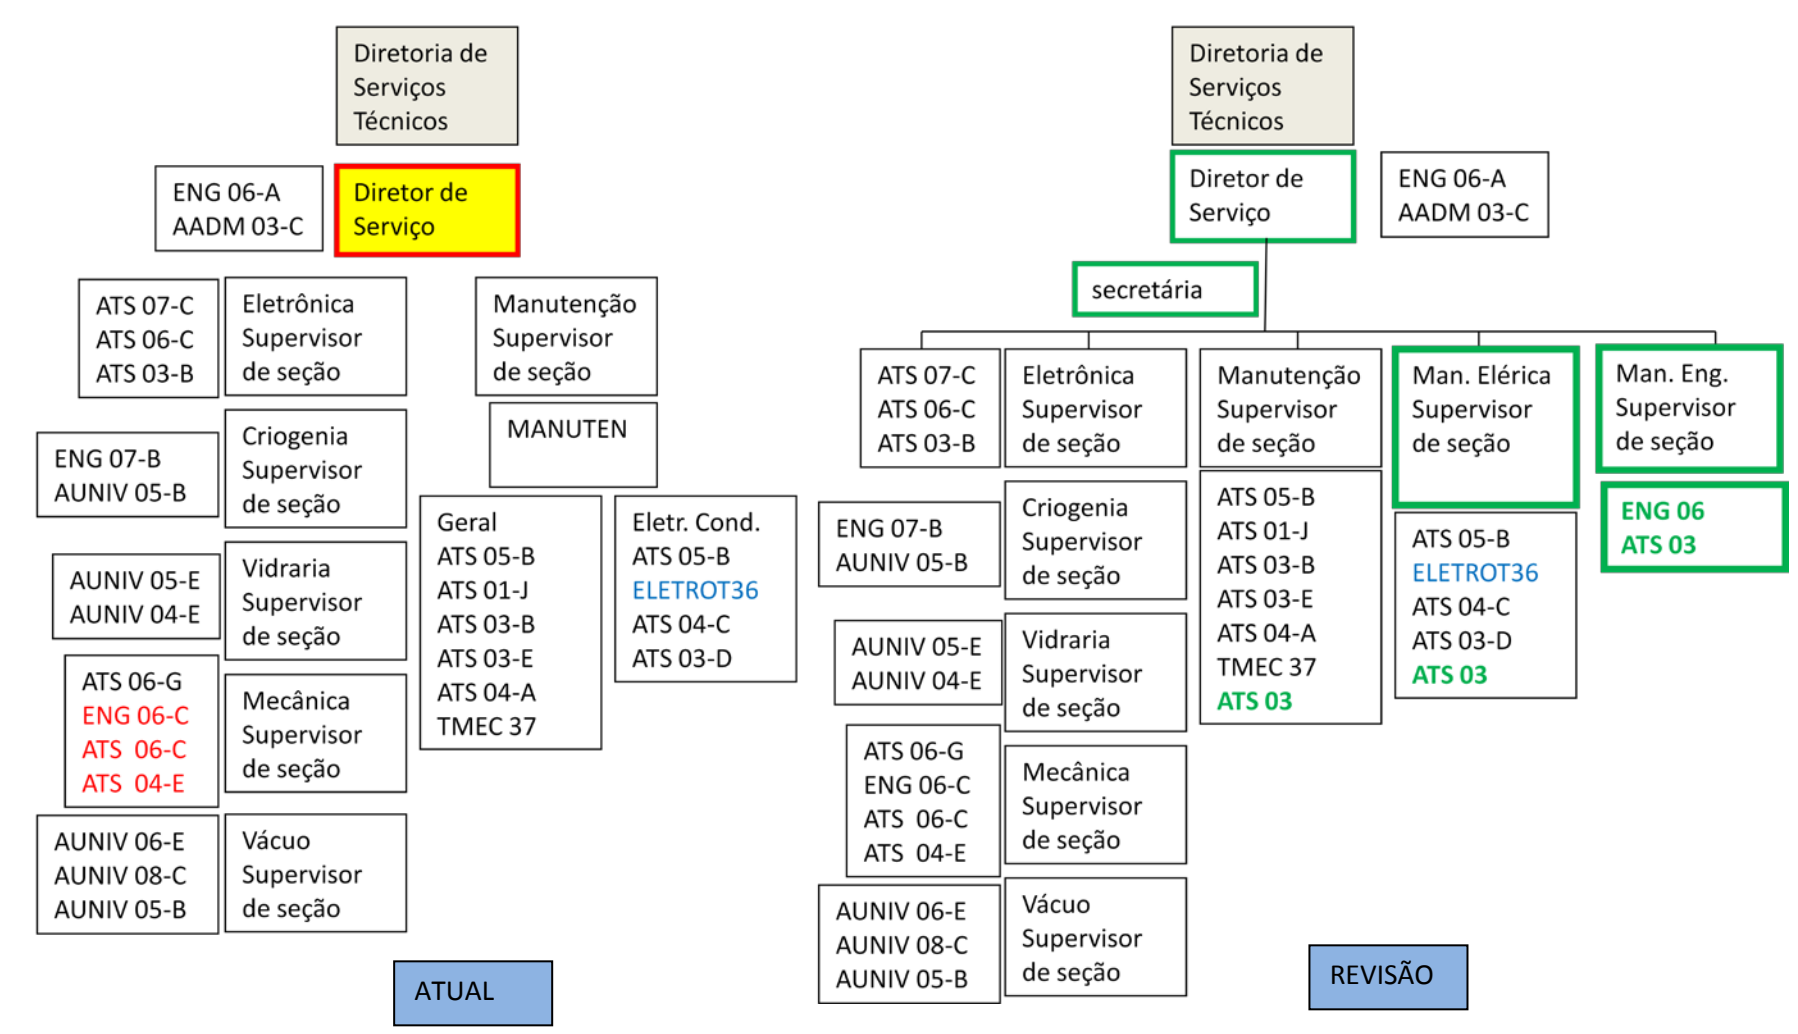 Diretoria de
Serviços
Técnicos
ENG 06-A
AADM 03-C
Diretor de
Serviço
ATS 07-C
ATS 06-C
ATS 03-B
Eletrônica
Supervisor
de seção
Manutenção
Supervisor
de seção
MANUTEN
ENG 07-B
AUNIV 05-B
Criogenia
Supervisor
de seção
Geral
ATS 05-B
ATS 01-J
ATS 03-B
ATS 03-E
ATS 04-A
TMEC 37
Eletr. Cond.
ATS 05-B
ELETROT36
ATS 04-C
ATS 03-D
AUNIV 05-E
AUNIV 04-E
Vidraria
Supervisor
de seção
ATS 06-G
ENG 06-C
ATS 06-C
ATS 04-E
Mecânica
Supervisor
de seção
AUNIV 06-E
AUNIV 08-C
AUNIV 05-B
Vácuo
Supervisor
de seção
ATUAL
Diretoria de
Serviços
Técnicos
Diretor de
Serviço
ENG 06-A
AADM 03-C
secretária
ATS 07-C
ATS 06-C
ATS 03-B
Eletrônica
Supervisor
de seção
Manutenção
Supervisor
de seção
Man. Elérica
Supervisor
de seção
Man. Eng.
Supervisor
de seção
ENG 07-B
AUNIV 05-B
Criogenia
Supervisor
de seção
ATS 05-B
ATS 01-J
ATS 03-B
ATS 03-E
ATS 04-A
TMEC 37
ATS 03
ATS 05-B
ELETROT36
ATS 04-C
ATS 03-D
ATS 03
ENG 06
ATS 03
AUNIV 05-E
AUNIV 04-E
Vidraria
Supervisor
de seção
ATS 06-G
ENG 06-C
ATS 06-C
ATS 04-E
Mecânica
Supervisor
de seção
AUNIV 06-E
AUNIV 08-C
AUNIV 05-B
Vácuo
Supervisor
de seção
REVISÃO